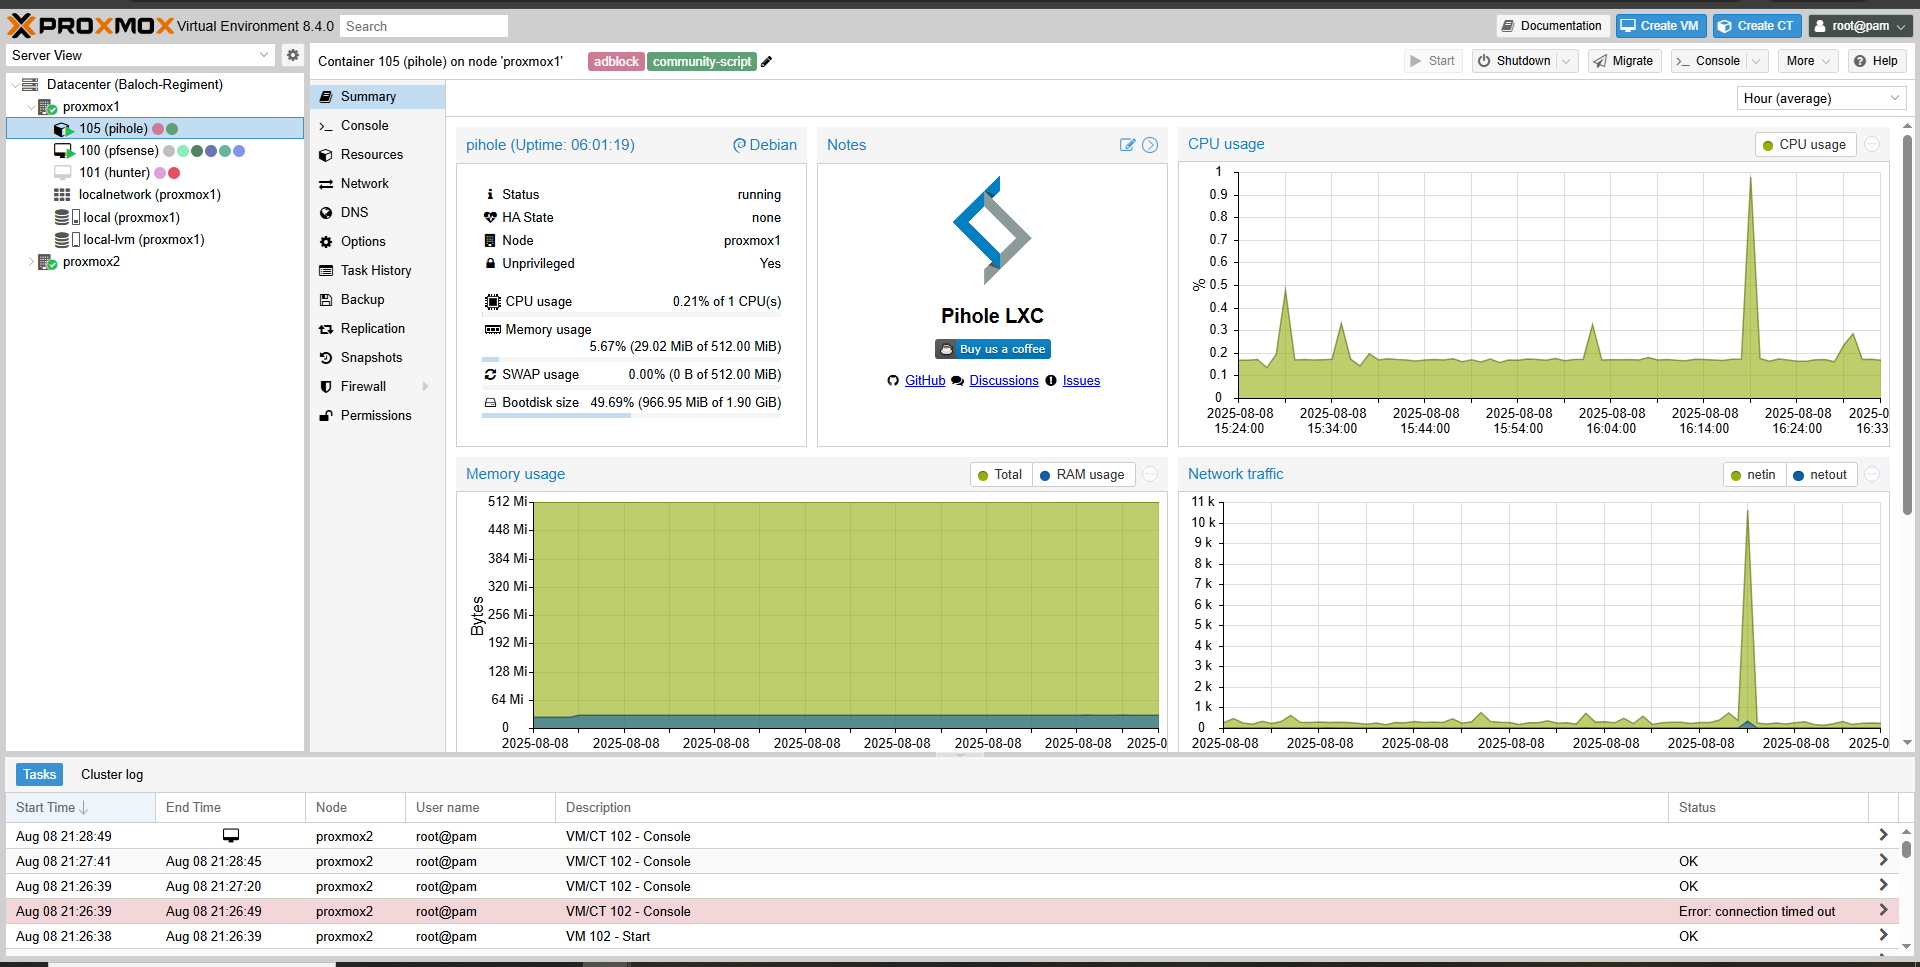 PROXMOX Virtual Environment 8.4.0 Search Documentation Create VM Create CT root@pam
Server View
Datacenter (Baloch-Regiment)
proxmox1
105 (pihole)
100 (pfsense)
101 (hunter)
localnetwork (proxmox1)
local (proxmox1)
local-lvm (proxmox1)
proxmox2
Container 105 (pihole) on node 'proxmox1' adblock community-script Start Shutdown Migrate Console More Help
Summary
Console
Resources
Network
DNS
Options
Task History
Backup
Replication
Snapshots
Firewall
Permissions
Hour (average)
pihole (Uptime: 06:01:19) Debian
Status running
HA State none
Node proxmox1
Unprivileged Yes
CPU usage 0.21% of 1 CPU(s)
Memory usage
5.67% (29.02 MiB of 512.00 MiB)
SWAP usage 0.00% (0 B of 512.00 MiB)
Bootdisk size 49.69% (966.95 MiB of 1.90 GiB)
Notes
Pihole LXC
Buy us a coffee
GitHub Discussions Issues
CPU usage CPU usage
1
0.9
0.8
0.7
0.6
0.5
0.4
0.3
0.2
0.1
0
%
2025-08-08 2025-08-08 2025-08-08 2025-08-08 2025-08-08 2025-08-08 2025-08-08 2025-0
15:24:00 15:34:00 15:44:00 15:54:00 16:04:00 16:14:00 16:24:00 16:33
Memory usage Total RAM usage
512 Mi
448 Mi
384 Mi
320 Mi
256 Mi
192 Mi
128 Mi
64 Mi
0
Bytes
2025-08-08 2025-08-08 2025-08-08 2025-08-08 2025-08-08 2025-08-08 2025-08-08 2025-0
Network traffic netin netout
11 k
10 k
9 k
8 k
7 k
6 k
5 k
4 k
3 k
2 k
1 k
0
2025-08-08 2025-08-08 2025-08-08 2025-08-08 2025-08-08 2025-08-08 2025-08-08 2025-0
Tasks Cluster log
Start Time End Time Node User name Description Status
Aug 08 21:28:49 proxmox2 root@pam VM/CT 102 - Console
Aug 08 21:27:41 Aug 08 21:28:45 proxmox2 root@pam VM/CT 102 - Console OK
Aug 08 21:26:39 Aug 08 21:27:20 proxmox2 root@pam VM/CT 102 - Console OK
Aug 08 21:26:39 Aug 08 21:26:49 proxmox2 root@pam VM/CT 102 - Console Error: connection timed out
Aug 08 21:26:38 Aug 08 21:26:39 proxmox2 root@pam VM 102 - Start OK